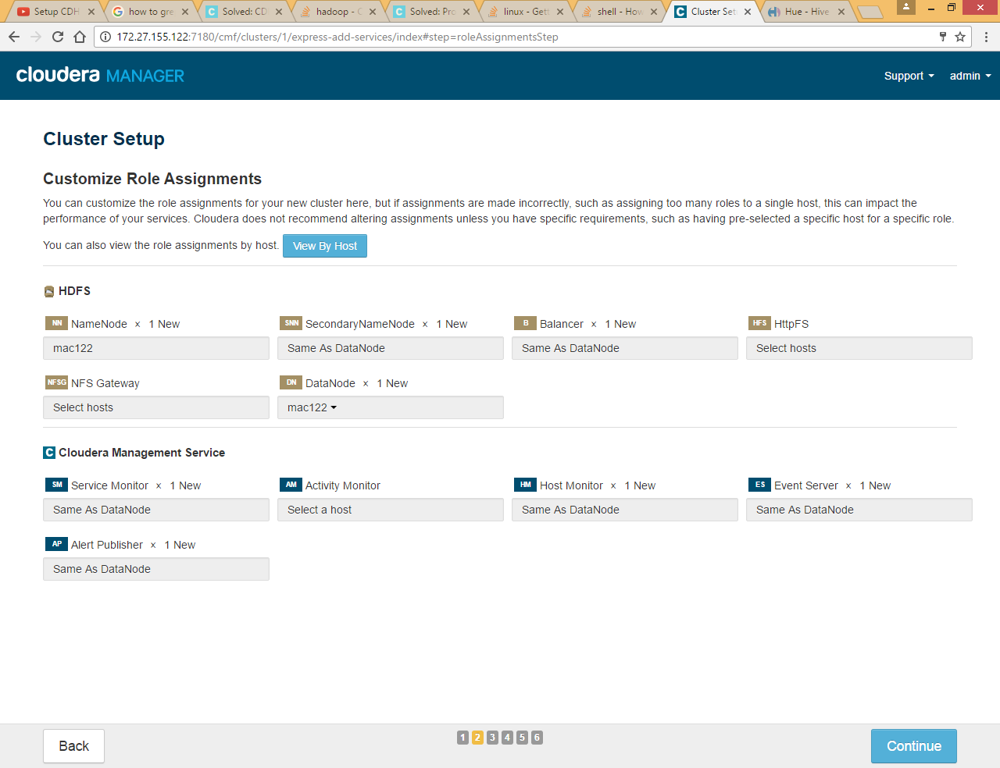 Setup CDH
how to gre
Solved: CD
hadoop - C
Solved: Pro
linux - Gett
shell - How
Cluster Set
Hue - Hive
172.27.155.122:7180/cmf/clusters/1/express-add-services/index#step=roleAssignmentsStep
cloudera MANAGER
Support
admin
Cluster Setup
Customize Role Assignments
You can customize the role assignments for your new cluster here, but if assignments are made incorrectly, such as assigning too many roles to a single host, this can impact the
performance of your services. Cloudera does not recommend altering assignments unless you have specific requirements, such as having pre-selected a specific host for a specific role.
You can also view the role assignments by host. View By Host
HDFS
NN NameNode × 1 New
SNN SecondaryNameNode × 1 New
B Balancer × 1 New
HFS HttpFS
mac122
Same As DataNode
Same As DataNode
Select hosts
NFSG NFS Gateway
DN DataNode × 1 New
Select hosts
mac122
C Cloudera Management Service
SM Service Monitor × 1 New
AM Activity Monitor
HM Host Monitor × 1 New
ES Event Server × 1 New
Same As DataNode
Select a host
Same As DataNode
Same As DataNode
AP Alert Publisher × 1 New
Same As DataNode
Back
1 2 3 4 5 6
Continue